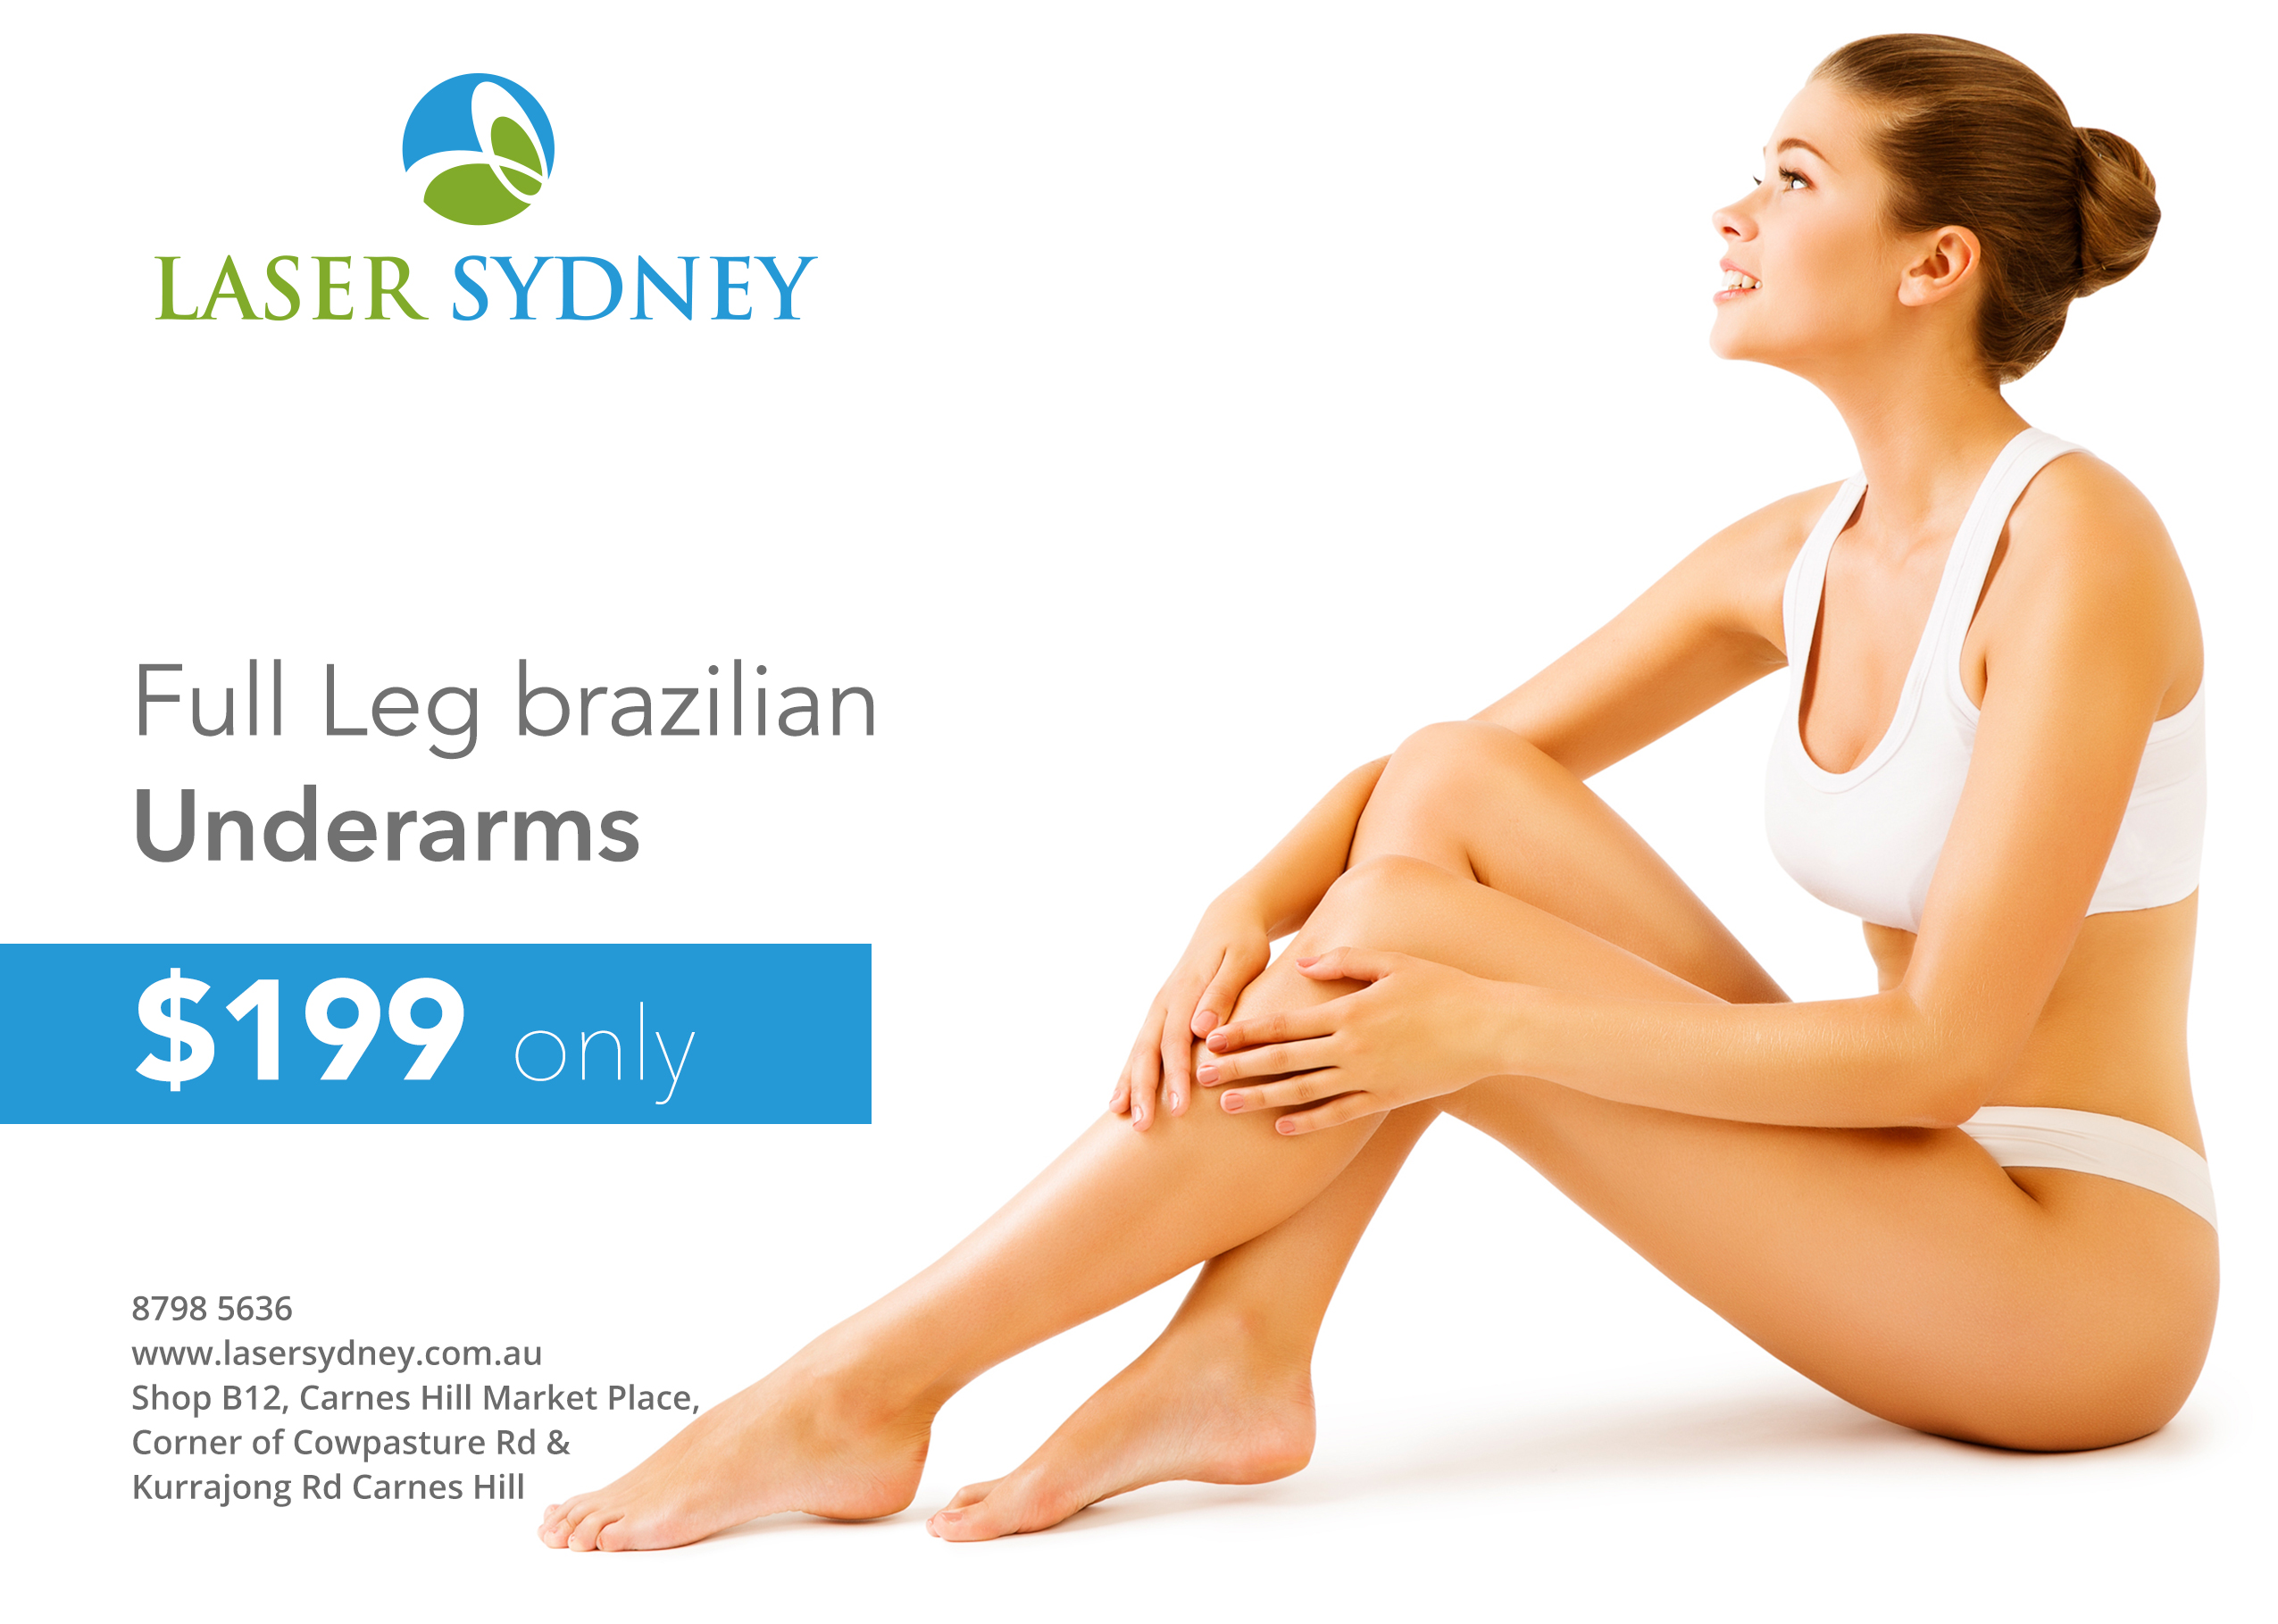 LASER SYDNEY
Full Leg brazilian
Underarms
$199 only
8798 5636
www.lasersydney.com.au
Shop B12, Carnes Hill Market Place,
Corner of Cowpasture Rd &
Kurrajong Rd Carnes Hill